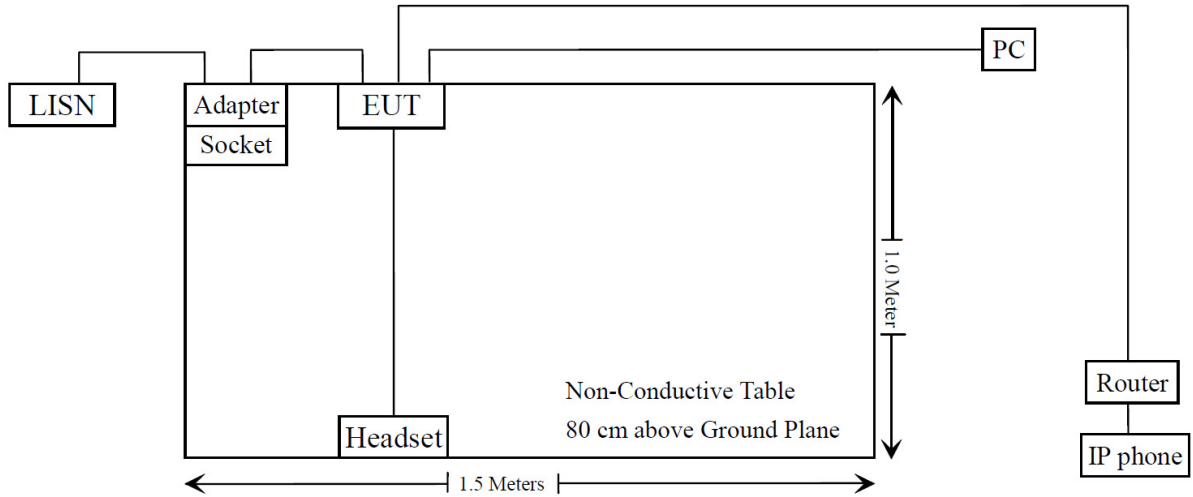 PC
LISN
Adapter
EUT
Socket
1.0 Meter
Non-Conductive Table
80 cm above Ground Plane
Router
Headset
IP phone
1.5 Meters